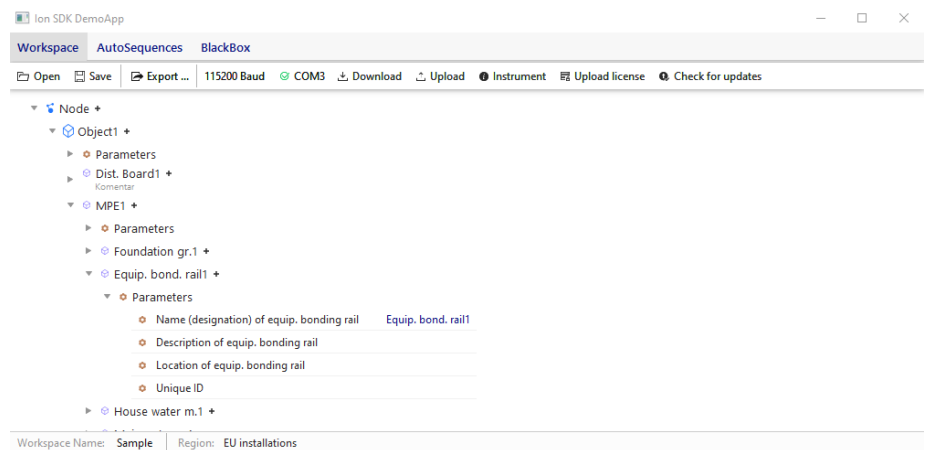 Ion SDK DemoApp
Workspace AutoSequences BlackBox
Open Save Export ... 115200 Baud COM3 Download Upload Instrument Upload license Check for updates
Node +
Object1 +
Parameters
Dist. Board1 +
Komentar
MPE1 +
Parameters
Foundation gr.1 +
Equip. bond. rail1 +
Parameters
Name (designation) of equip. bonding rail Equip. bond. rail1
Description of equip. bonding rail
Location of equip. bonding rail
Unique ID
House water m.1 +
Workspace Name: Sample Region: EU installations